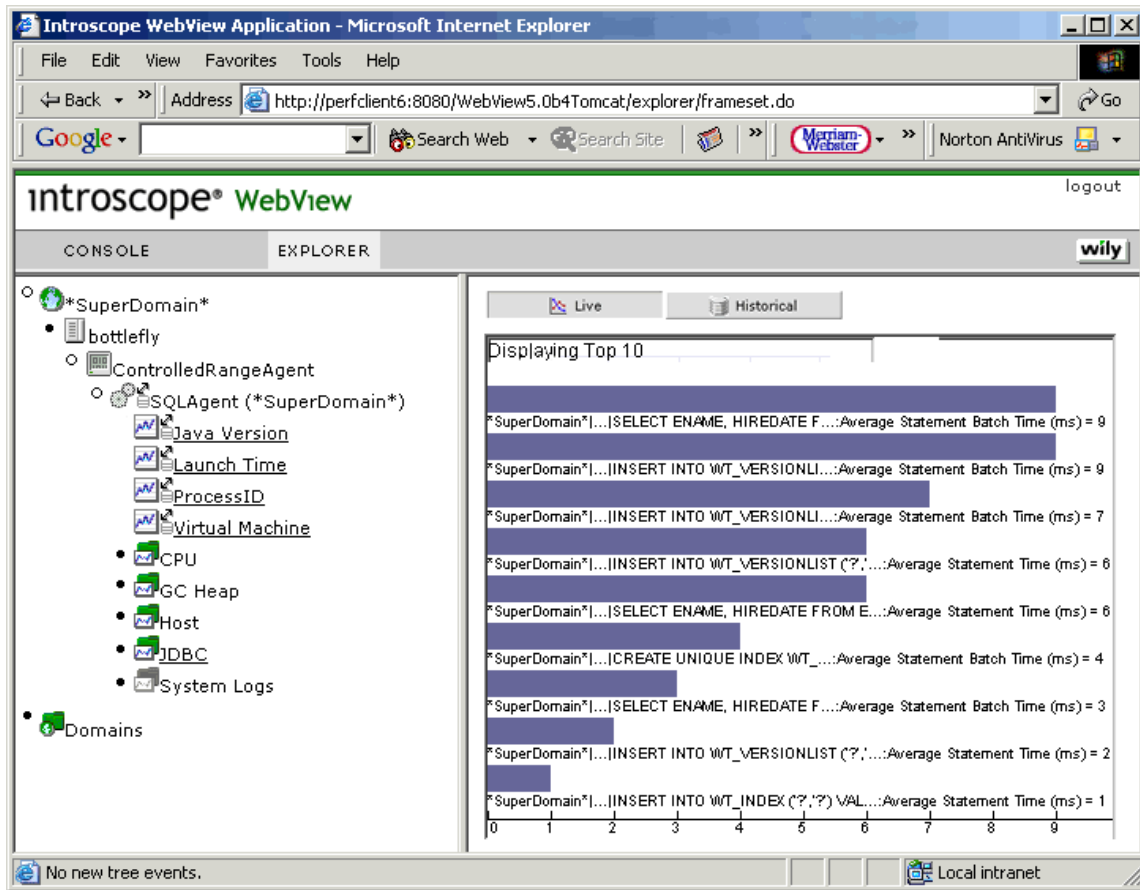 Introscope WebView Application - Microsoft Internet Explorer
File Edit View Favorites Tools Help
Back » Address http://perfclient6:8080/WebView5.0b4Tomcat/explorer/frameset.do Go
Google Search Web Search Site » Merriam-Webster » Norton AntiVirus
introscope® WebView
logout
CONSOLE EXPLORER
wily
*SuperDomain*
bottlefly
ControlledRangeAgent
SQLAgent (*SuperDomain*)
Java Version
Launch Time
ProcessID
Virtual Machine
CPU
GC Heap
Host
JDBC
System Logs
Domains
Live Historical
Displaying Top 10
*SuperDomain*|...|SELECT ENAME, HIREDATE F...:Average Statement Batch Time (ms) = 9
*SuperDomain*|...|INSERT INTO WT_VERSIONLI...:Average Statement Batch Time (ms) = 9
*SuperDomain*|...|INSERT INTO WT_VERSIONLI...:Average Statement Batch Time (ms) = 7
*SuperDomain*|...|INSERT INTO WT_VERSIONLIST ('?','...:Average Statement Time (ms) = 6
*SuperDomain*|...|SELECT ENAME, HIREDATE FROM E...:Average Statement Time (ms) = 6
*SuperDomain*|...|CREATE UNIQUE INDEX WT_...:Average Statement Batch Time (ms) = 4
*SuperDomain*|...|SELECT ENAME, HIREDATE F...:Average Statement Batch Time (ms) = 3
*SuperDomain*|...|INSERT INTO WT_VERSIONLIST ('?','...:Average Statement Time (ms) = 2
*SuperDomain*|...|INSERT INTO WT_INDEX ('?','?') VAL...:Average Statement Time (ms) = 1
0 1 2 3 4 5 6 7 8 9
No new tree events.
Local intranet